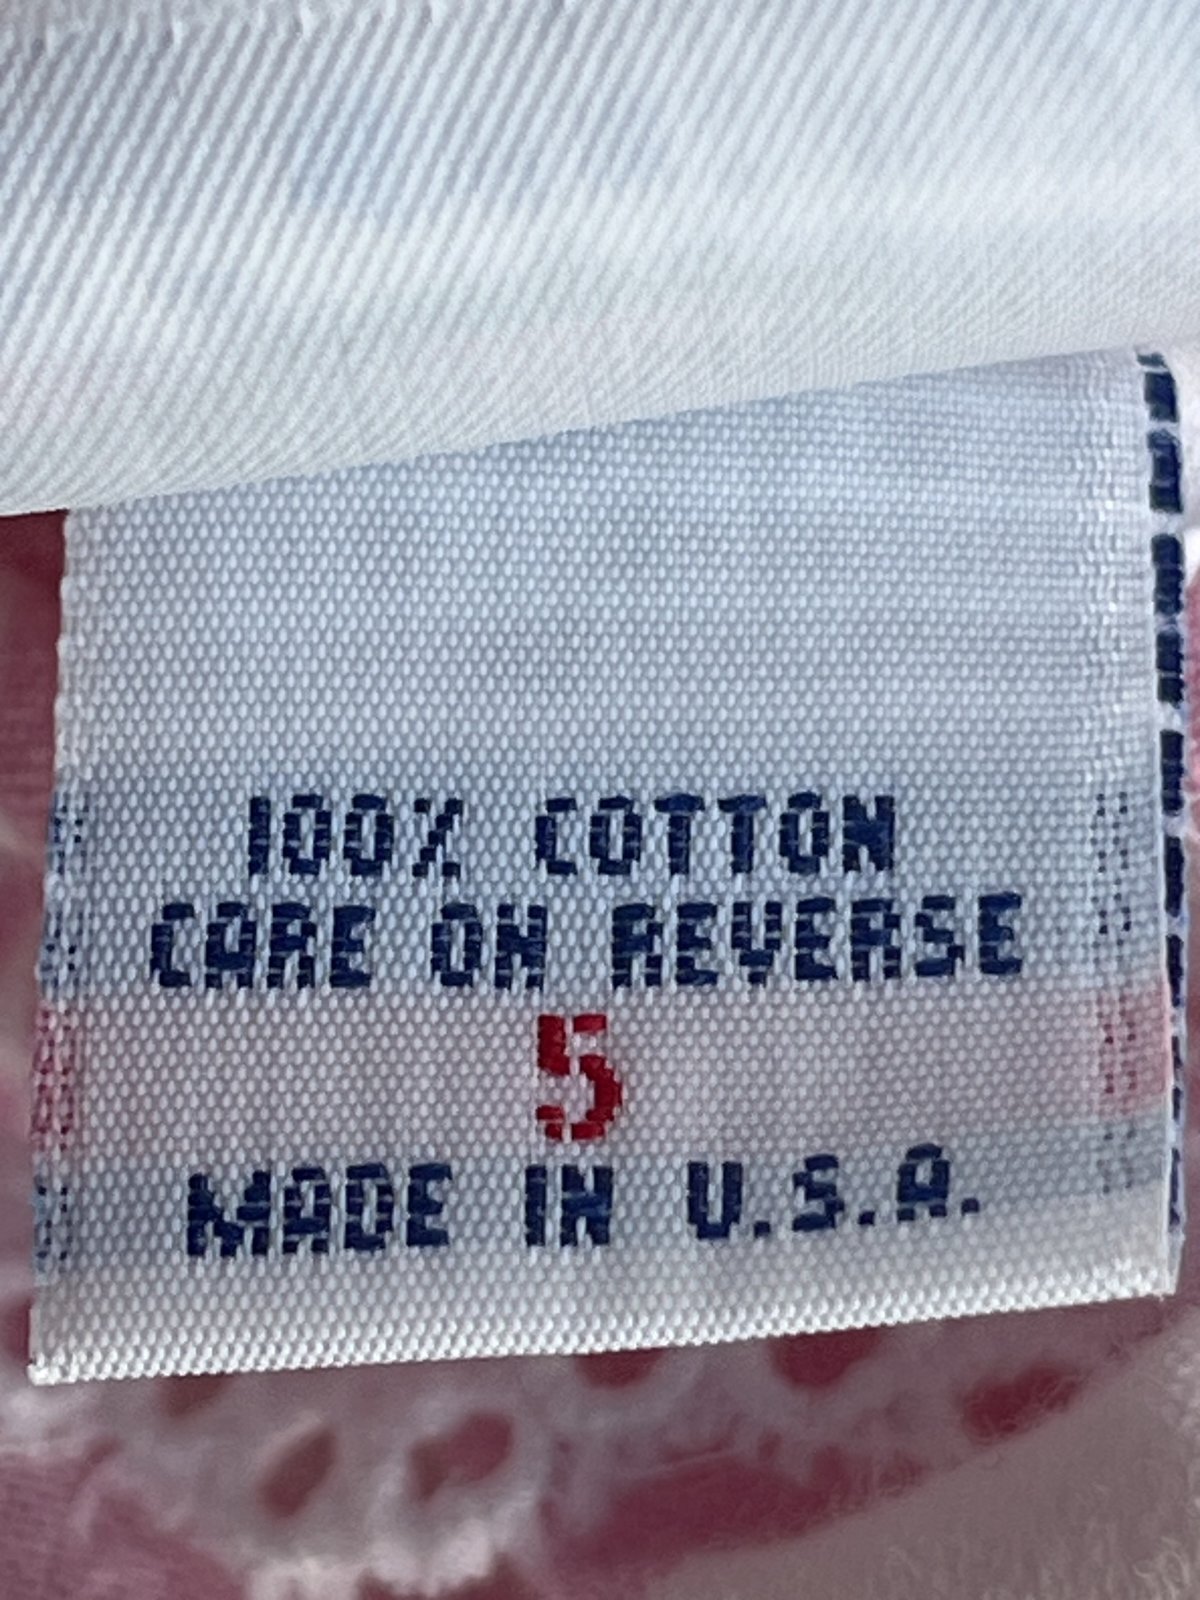 100% COTTON
CARE ON REVERSE
5
MADE IN U.S.A.